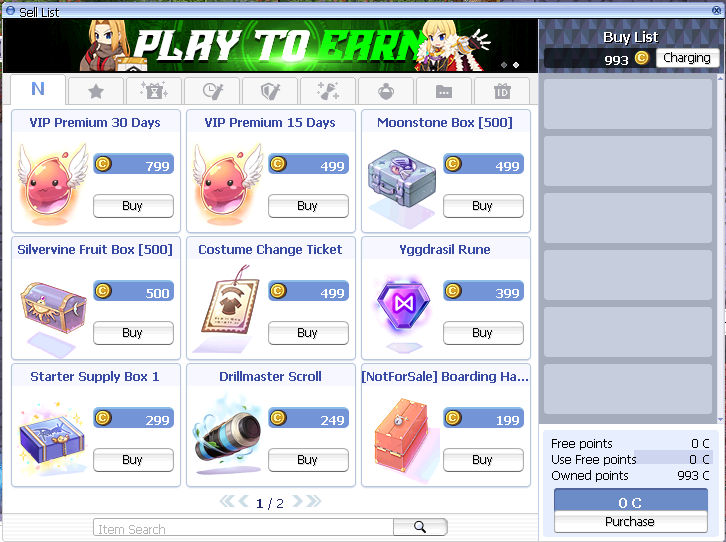 Sell List
PLAY TO EARN
Buy List
993 C Charging
N
ID
VIP Premium 30 Days
C 799
Buy
VIP Premium 15 Days
C 499
Buy
Moonstone Box [500]
C 499
Buy
Silvervine Fruit Box [500]
C 500
Buy
Costume Change Ticket
C 499
Buy
Yggdrasil Rune
C 399
Buy
Starter Supply Box 1
C 299
Buy
Drillmaster Scroll
C 249
Buy
[NotForSale] Boarding Ha...
C 199
Buy
1 / 2
Item Search
Free points 0 C
Use Free points 0 C
Owned points 993 C
0 C
Purchase